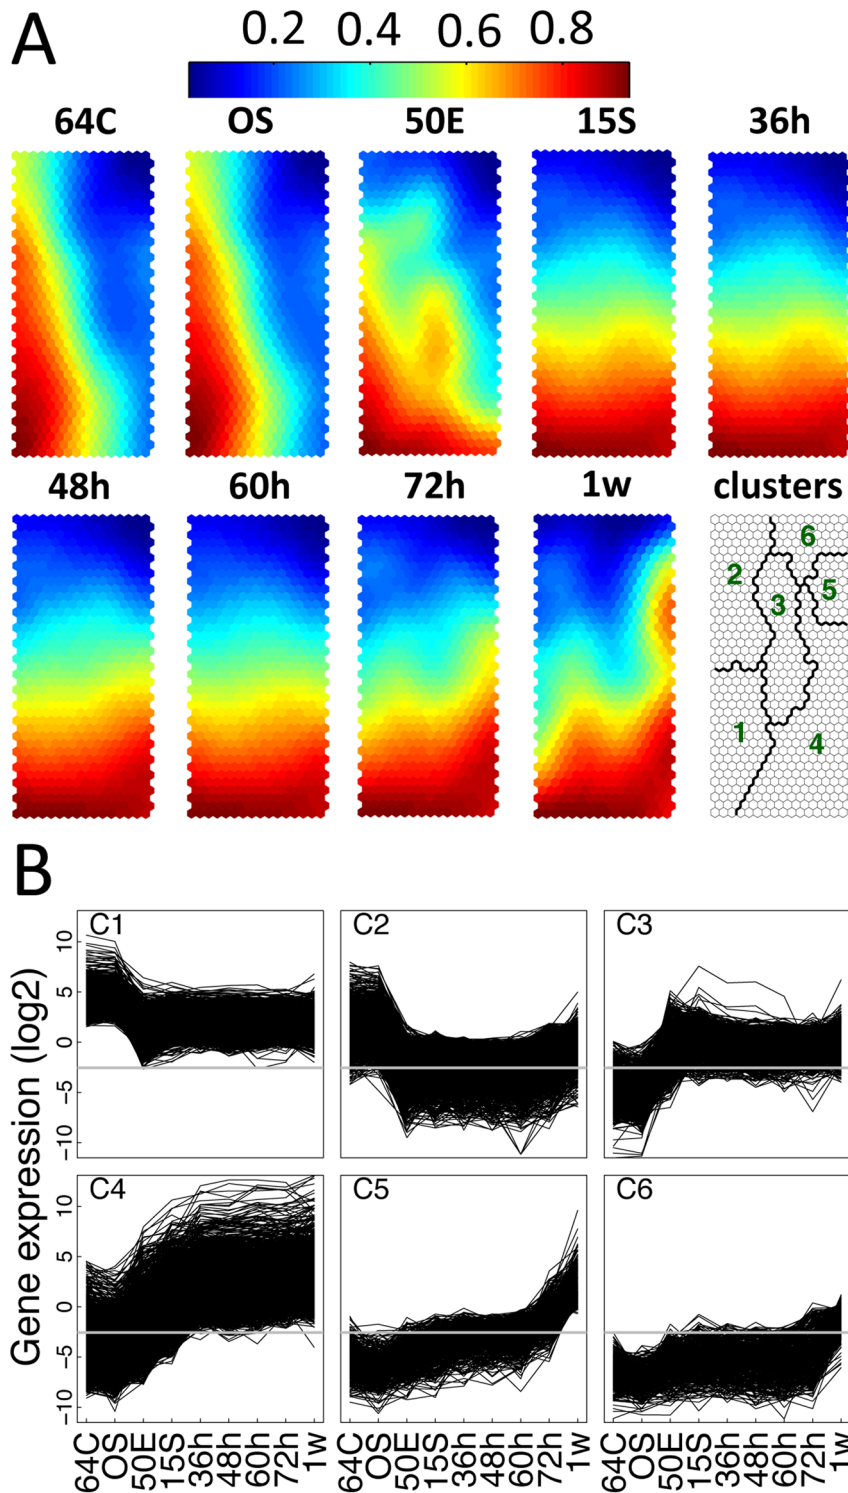 A
0.2 0.4 0.6 0.8
64C OS 50E 15S 36h
48h 60h 72h 1w clusters
6
2
5
3
1
4
B
Gene expression (log2)
C1 C2 C3
10
5
0
−5
−10
C4 C5 C6
10
5
0
−5
−10
64C OS 50E 15S 36h 48h 60h 72h 1w 64C OS 50E 15S 36h 48h 60h 72h 1w 64C OS 50E 15S 36h 48h 60h 72h 1w